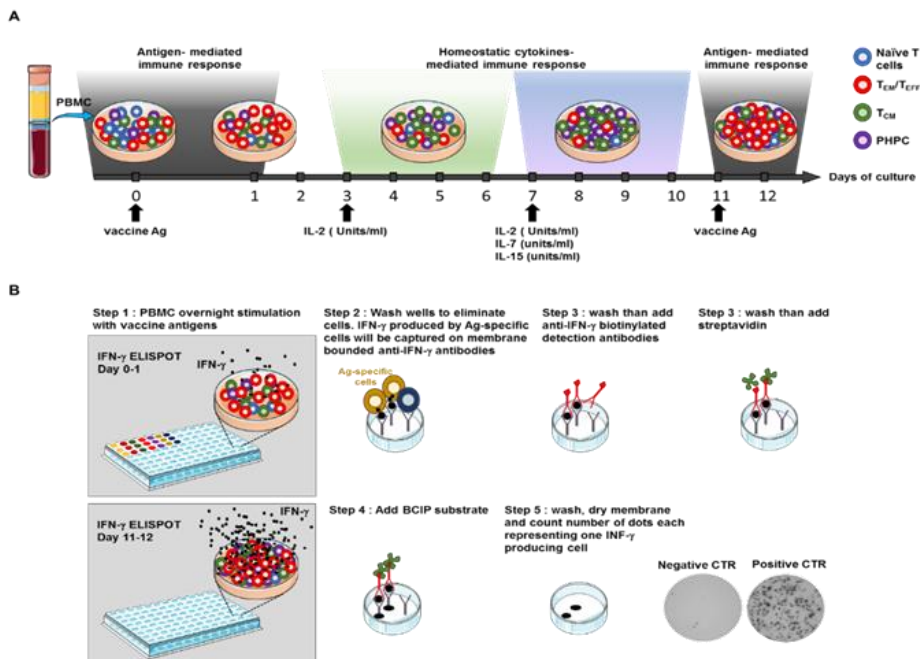 A
Antigen- mediated
immune response
Homeostatic cytokines-
mediated immune response
Antigen- mediated
immune response
Naïve T
cells
TEM/TEFF
TCM
PHPC
PBMC
Days of culture
0 1 2 3 4 5 6 7 8 9 10 11 12
vaccine Ag
IL-2 ( Units/ml)
IL-2 ( Units/ml)
IL-7 (units/ml)
IL-15 (units/ml)
vaccine Ag
B
Step 1 : PBMC overnight stimulation
with vaccine antigens
IFN-γ ELISPOT
Day 0-1
IFN-γ
Step 2 : Wash wells to eliminate
cells. IFN-γ produced by Ag-specific
cells will be captured on membrane
bounded anti-IFN-γ antibodies
Ag-specific
cells
Step 3 : wash than add
anti-IFN-γ biotinylated
detection antibodies
Step 3 : wash than add
streptavidin
IFN-γ ELISPOT
Day 11-12
IFN-γ
Step 4 : Add BCIP substrate
Step 5 : wash, dry membrane
and count number of dots each
representing one INF-γ
producing cell
Negative CTR
Positive CTR